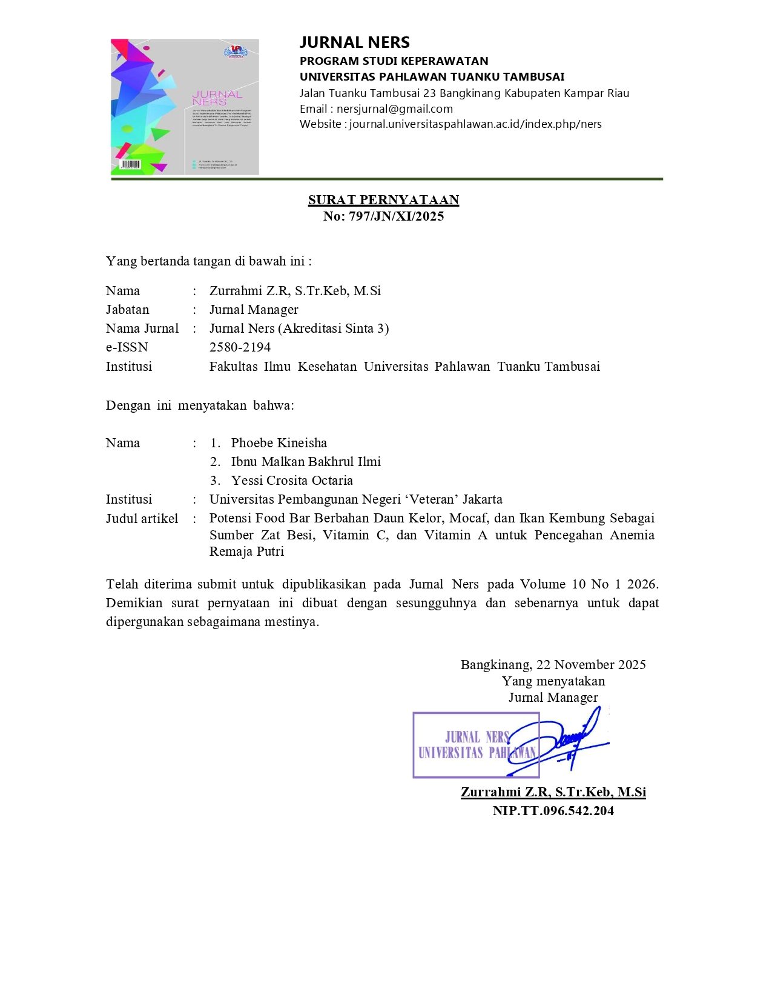 JURNAL NERS
PROGRAM STUDI KEPERAWATAN
UNIVERSITAS PAHLAWAN TUANKU TAMBUSAI
Jalan Tuanku Tambusai 23 Bangkinang Kabupaten Kampar Riau
Email : nersjurnal@gmail.com
Website : journal.universitaspahlawan.ac.id/index.php/ners
JURNAL
NERS
SURAT PERNYATAAN
No: 797/JN/XI/2025
Yang bertanda tangan di bawah ini :
Nama : Zurrahmi Z.R, S.Tr.Keb, M.Si
Jabatan : Jurnal Manager
Nama Jurnal : Jurnal Ners (Akreditasi Sinta 3)
e-ISSN 2580-2194
Institusi Fakultas Ilmu Kesehatan Universitas Pahlawan Tuanku Tambusai
Dengan ini menyatakan bahwa:
Nama : 1. Phoebe Kineisha
2. Ibnu Malkan Bakhrul Ilmi
3. Yessi Crosita Octaria
Institusi : Universitas Pembangunan Negeri ‘Veteran’ Jakarta
Judul artikel : Potensi Food Bar Berbahan Daun Kelor, Mocaf, dan Ikan Kembung Sebagai
Sumber Zat Besi, Vitamin C, dan Vitamin A untuk Pencegahan Anemia
Remaja Putri
Telah diterima submit untuk dipublikasikan pada Jurnal Ners pada Volume 10 No 1 2026.
Demikian surat pernyataan ini dibuat dengan sesungguhnya dan sebenarnya untuk dapat
dipergunakan sebagaimana mestinya.
Bangkinang, 22 November 2025
Yang menyatakan
Jurnal Manager
JURNAL NERS
UNIVERSITAS PAHLAWAN
Zurrahmi Z.R, S.Tr.Keb, M.Si
NIP.TT.096.542.204